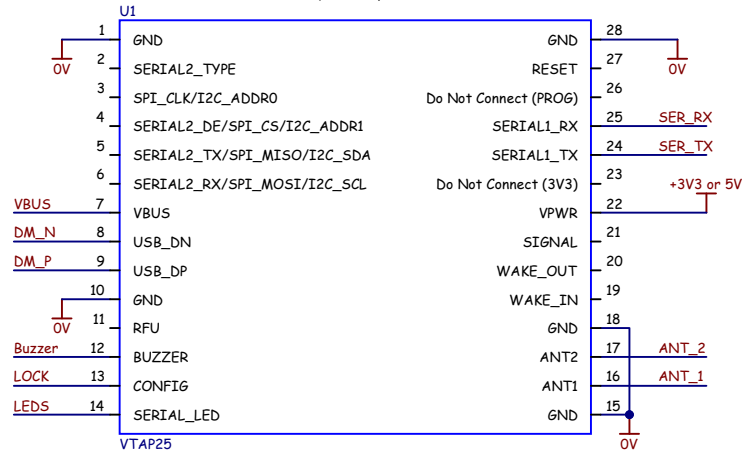 U1
1 GND GND 28
0V 0V
2 SERIAL2_TYPE RESET 27
3 SPI_CLK/I2C_ADDR0 Do Not Connect (PROG) 26
4 SERIAL2_DE/SPI_CS/I2C_ADDR1 SERIAL1_RX 25 SER_RX
5 SERIAL2_TX/SPI_MISO/I2C_SDA SERIAL1_TX 24 SER_TX
6 SERIAL2_RX/SPI_MOSI/I2C_SCL Do Not Connect (3V3) 23
+3V3 or 5V
VBUS 7 VBUS VPWR 22
DM_N 8 USB_DN SIGNAL 21
DM_P 9 USB_DP WAKE_OUT 20
10 GND WAKE_IN 19
0V
11 RFU GND 18
Buzzer 12 BUZZER ANT2 17 ANT_2
LOCK 13 CONFIG ANT1 16 ANT_1
LEDS 14 SERIAL_LED GND 15
0V
VTAP25